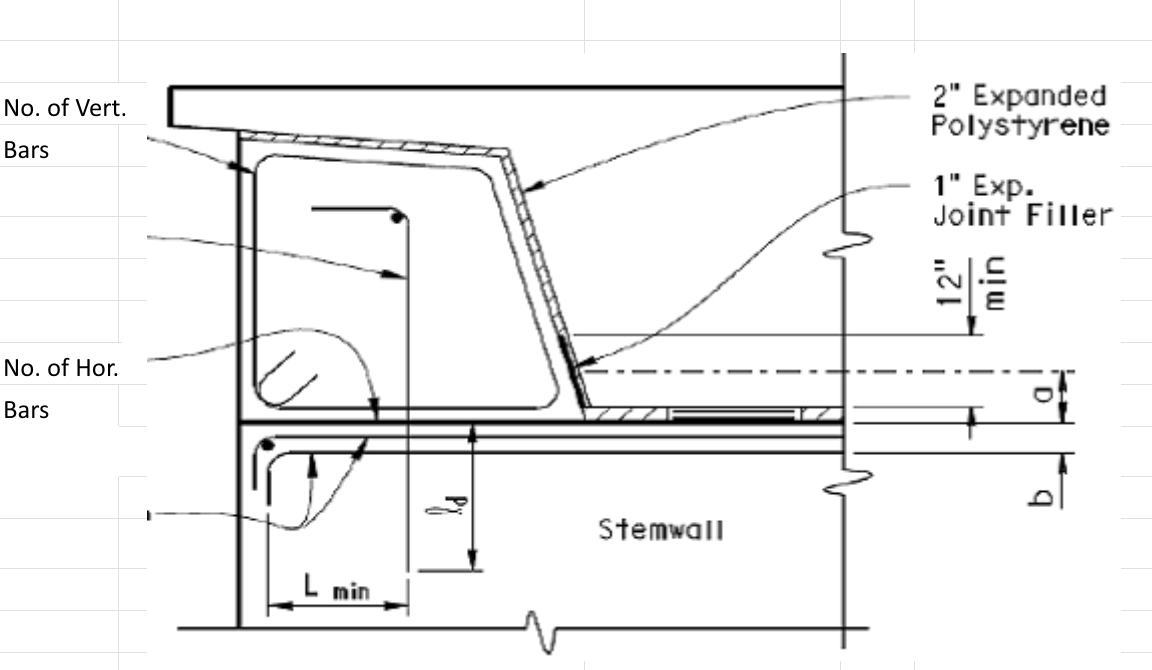 No. of Vert.
Bars
2" Expanded
Polystyrene
1" Exp.
Joint Filler
12"
min
No. of Hor.
Bars
a
b
ld
Stemwall
L min